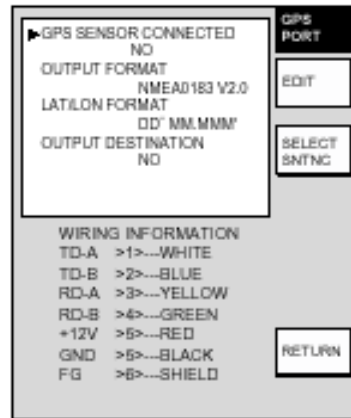 GPS PORT
▶GPS SENSOR CONNECTED
NO
OUTPUT FORMAT
NMEA0183 V2.0
LAT/LON FORMAT
DD° MM.MMM'
OUTPUT DESTINATION
NO
EDIT
SELECT SNTNC
WIRING INFORMATION
TD-A >1>---WHITE
TD-B >2>---BLUE
RD-A >3>---YELLOW
RD-B >4>---GREEN
+12V >5>---RED
GND >5>---BLACK
FG >6>---SHIELD
RETURN